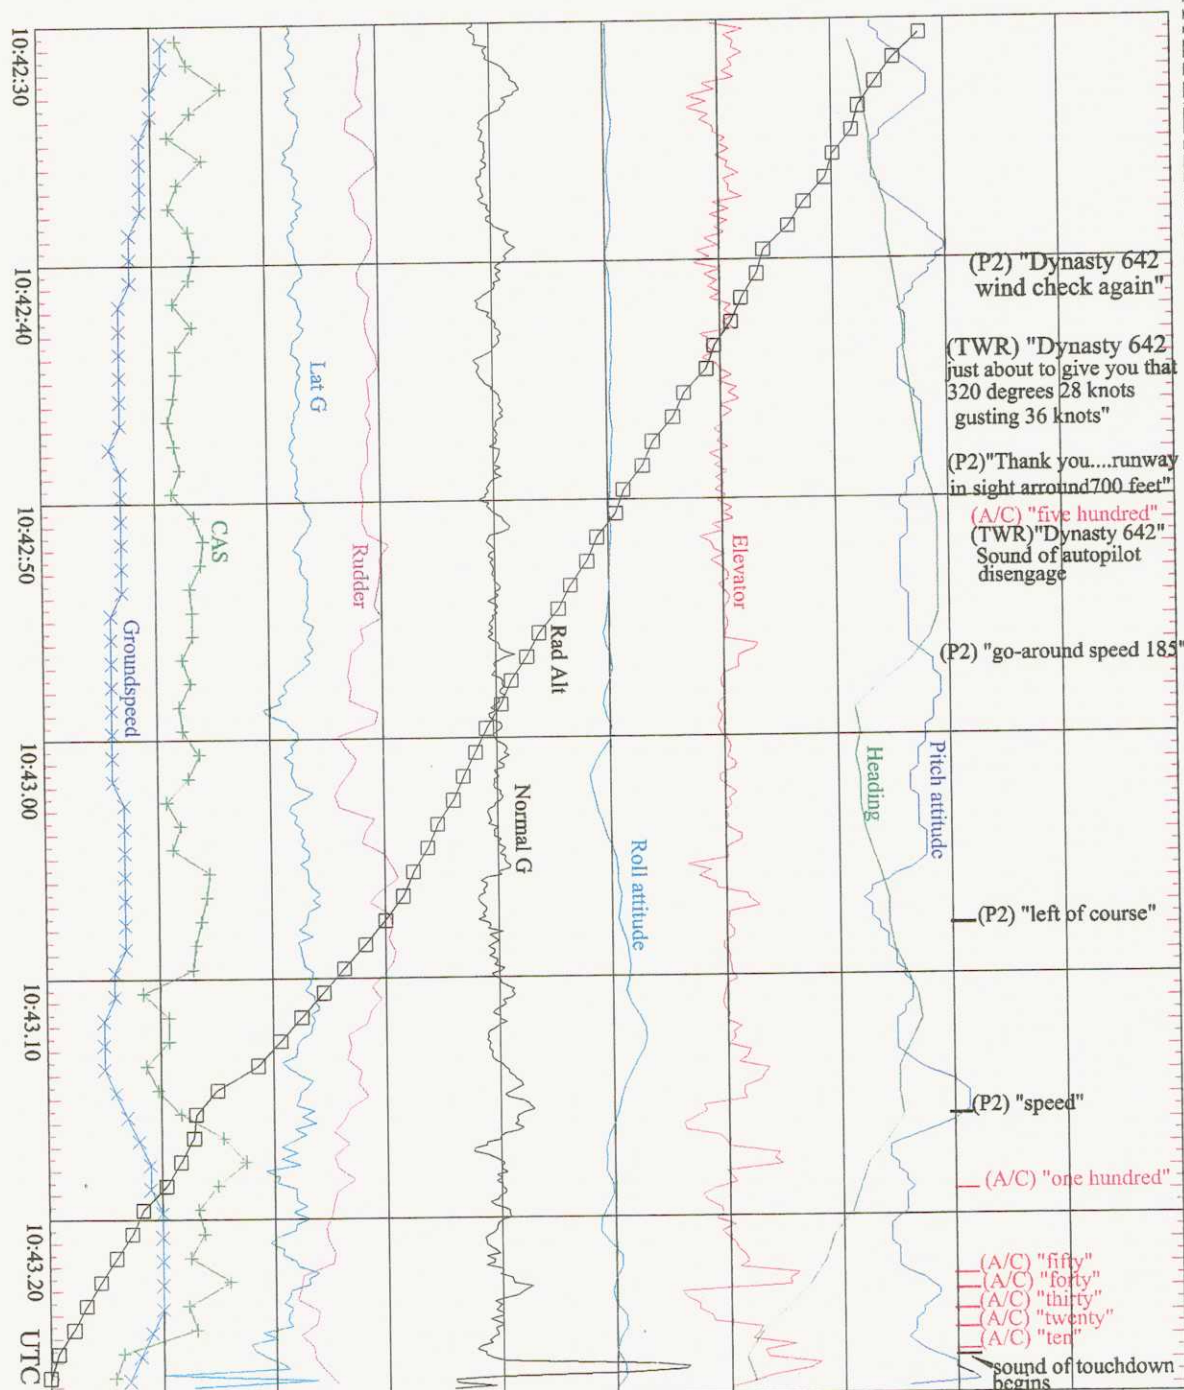 (P2) "Dynasty 642
wind check again"
(TWR) "Dynasty 642
just about to give you that
320 degrees 28 knots
gusting 36 knots"
(P2)"Thank you....runway
in sight arround700 feet"
(A/C) "five hundred"
(TWR)"Dynasty 642"
Sound of autopilot
disengage
(P2) "go-around speed 185"
(P2) "left of course"
(P2) "speed"
(A/C) "one hundred"
(A/C) "fifty"
(A/C) "forty"
(A/C) "thirty"
(A/C) "twenty"
(A/C) "ten"
sound of touchdown
begins
Pitch attitude
Heading
Elevator
Roll attitude
Rad Alt
Normal G
Rudder
Lat G
CAS
Groundspeed
10:42:30
10:42:40
10:42:50
10:43.00
10:43.10
10:43.20
UTC